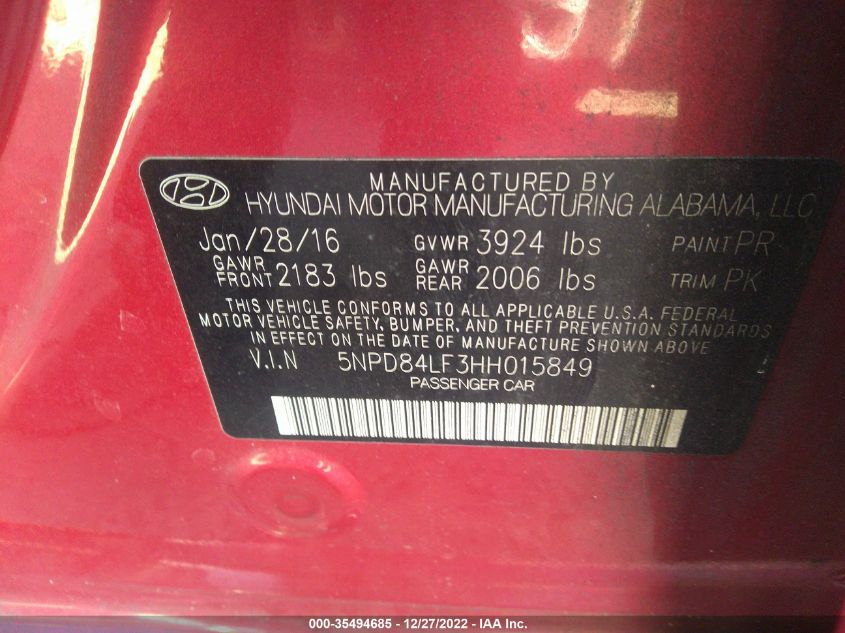 MANUFACTURED BY
HYUNDAI MOTOR MANUFACTURING ALABAMA, LLC
Jan/28/16 GVWR 3924 lbs PAINT PR
GAWR FRONT 2183 lbs GAWR REAR 2006 lbs TRIM PK
THIS VEHICLE CONFORMS TO ALL APPLICABLE U.S.A. FEDERAL
MOTOR VEHICLE SAFETY, BUMPER, AND THEFT PREVENTION STANDARDS
IN EFFECT ON THE DATE OF MANUFACTURE SHOWN ABOVE
V.I.N 5NPD84LF3HH015849
PASSENGER CAR
000-35494685 - 12/27/2022 - IAA Inc.